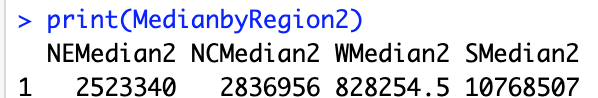 > print(MedianbyRegion2)
NEMedian2 NCMedian2 WMedian2 SMedian2
1 2523340 2836956 828254.5 10768507